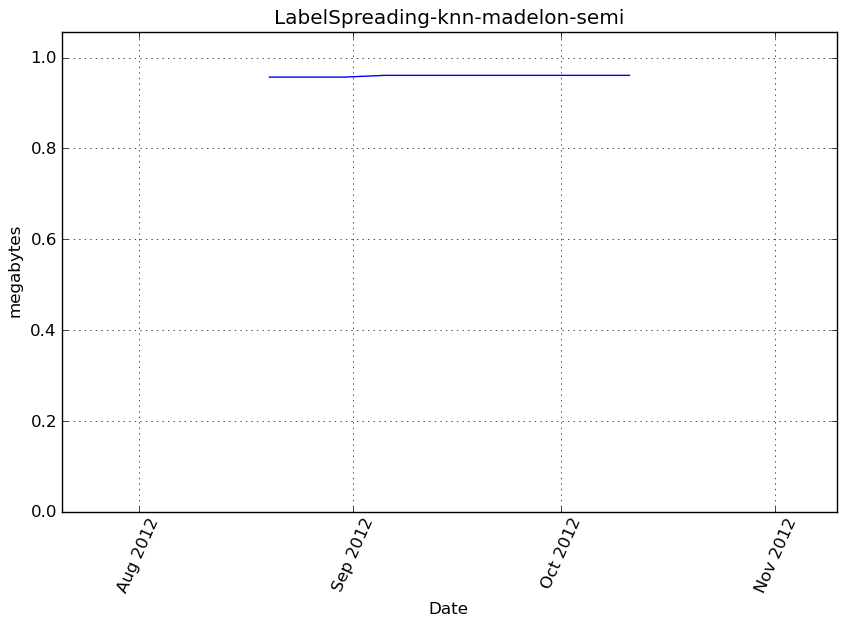 LabelSpreading-knn-madelon-semi
1.0
0.8
0.6
0.4
0.2
0.0
megabytes
Aug 2012
Sep 2012
Oct 2012
Nov 2012
Date